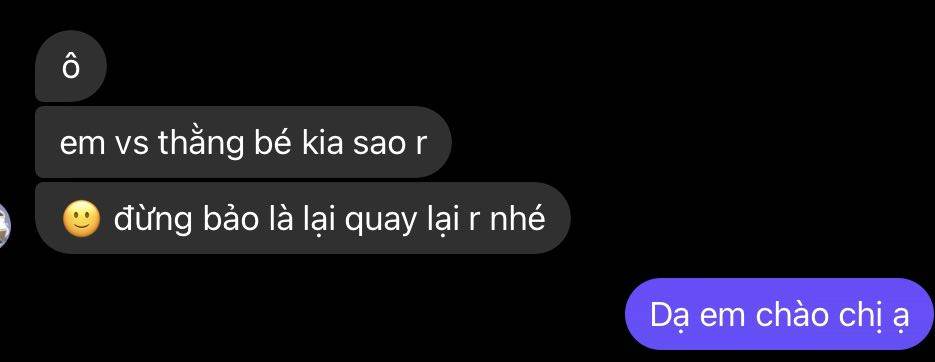 ô
em vs thằng bé kia sao r
🙂 đừng bảo là lại quay lại r nhé
Dạ em chào chị ạ